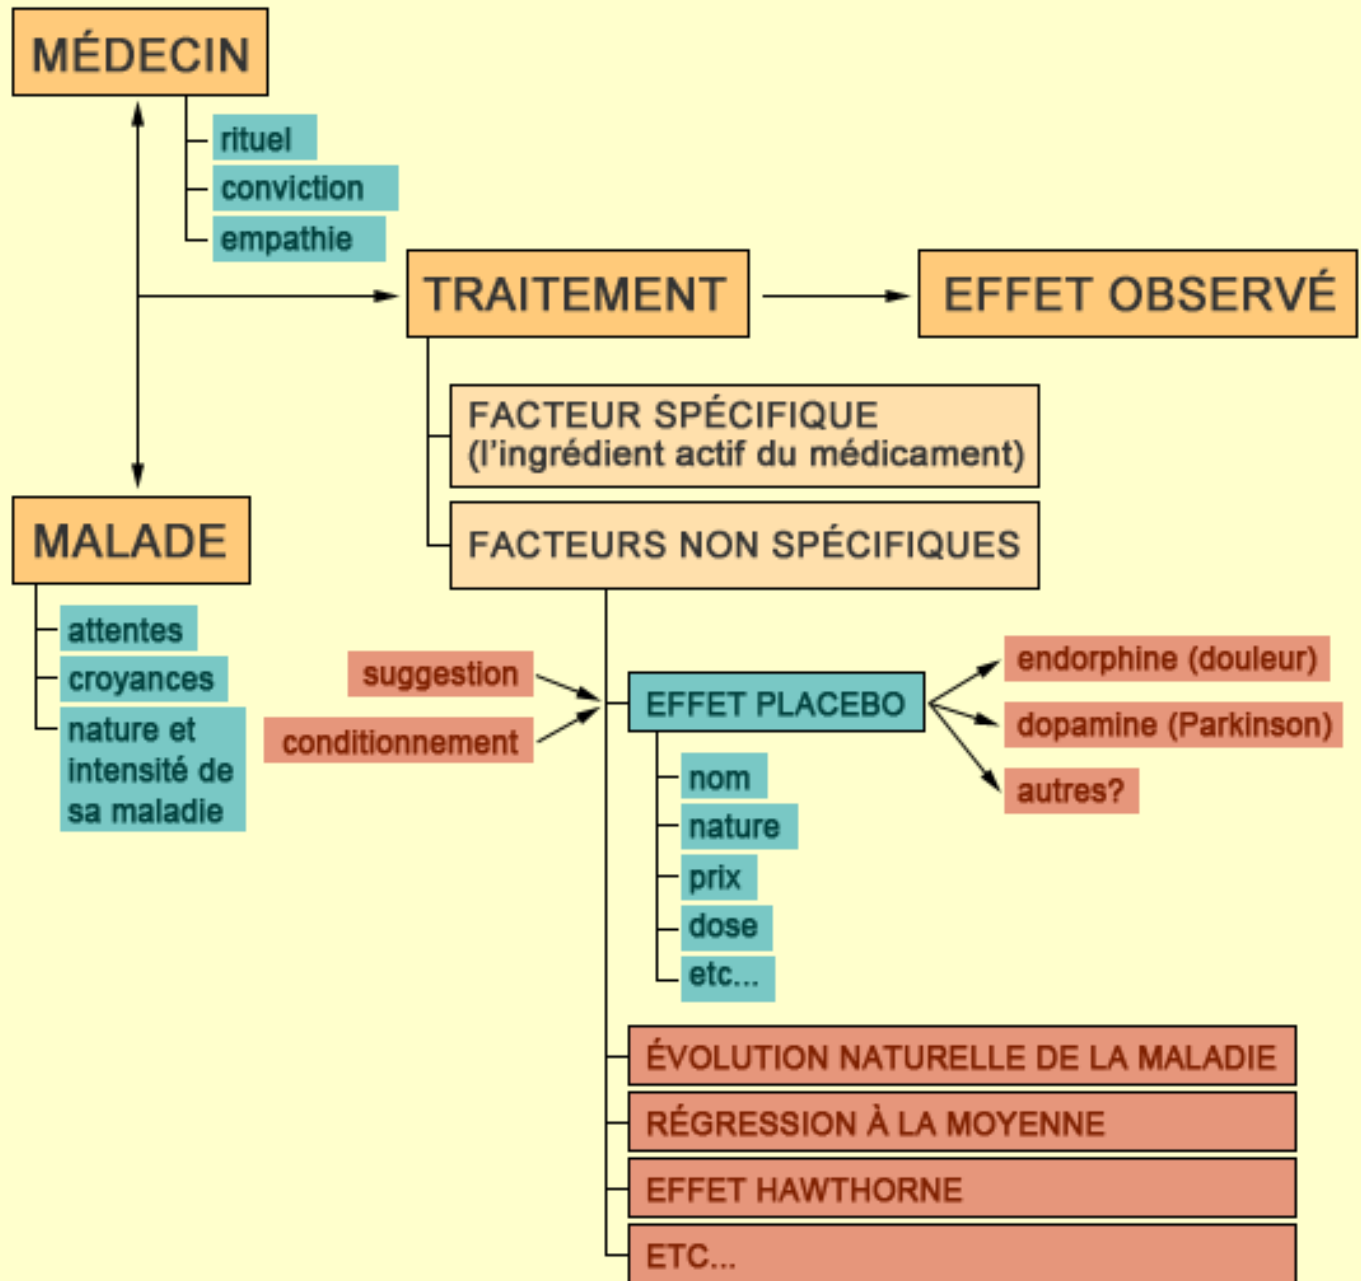 MÉDECIN
rituel
conviction
empathie
TRAITEMENT
EFFET OBSERVÉ
FACTEUR SPÉCIFIQUE
(l'ingrédient actif du médicament)
FACTEURS NON SPÉCIFIQUES
MALADE
attentes
croyances
nature et
intensité de
sa maladie
suggestion
conditionnement
EFFET PLACEBO
endorphine (douleur)
dopamine (Parkinson)
autres?
nom
nature
prix
dose
etc...
ÉVOLUTION NATURELLE DE LA MALADIE
RÉGRESSION À LA MOYENNE
EFFET HAWTHORNE
ETC...